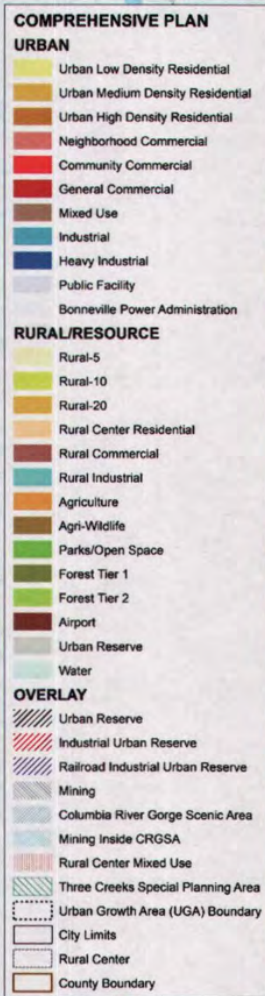 COMPREHENSIVE PLAN
URBAN
Urban Low Density Residential
Urban Medium Density Residential
Urban High Density Residential
Neighborhood Commercial
Community Commercial
General Commercial
Mixed Use
Industrial
Heavy Industrial
Public Facility
Bonneville Power Administration
RURAL/RESOURCE
Rural-5
Rural-10
Rural-20
Rural Center Residential
Rural Commercial
Rural Industrial
Agriculture
Agri-Wildlife
Parks/Open Space
Forest Tier 1
Forest Tier 2
Airport
Urban Reserve
Water
OVERLAY
Urban Reserve
Industrial Urban Reserve
Railroad Industrial Urban Reserve
Mining
Columbia River Gorge Scenic Area
Mining Inside CRGSA
Rural Center Mixed Use
Three Creeks Special Planning Area
Urban Growth Area (UGA) Boundary
City Limits
Rural Center
County Boundary